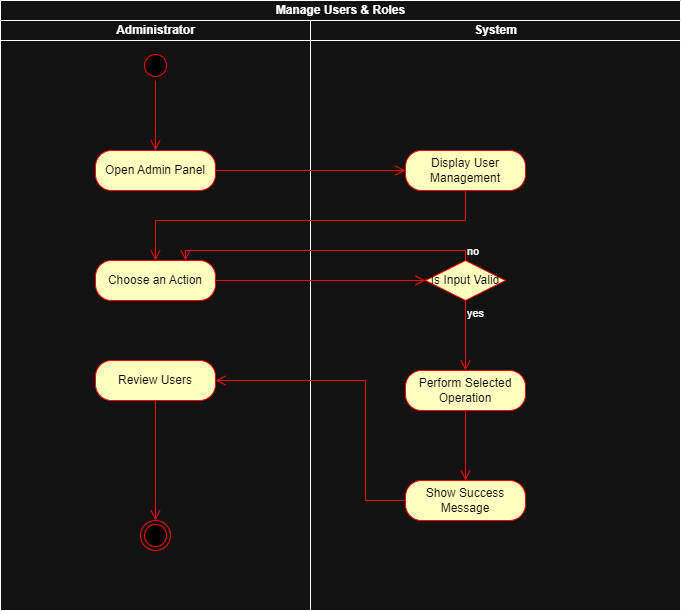 Manage Users & Roles
Administrator
System
Open Admin Panel
Display User
Management
no
Choose an Action
Is Input Valid
yes
Review Users
Perform Selected
Operation
Show Success
Message